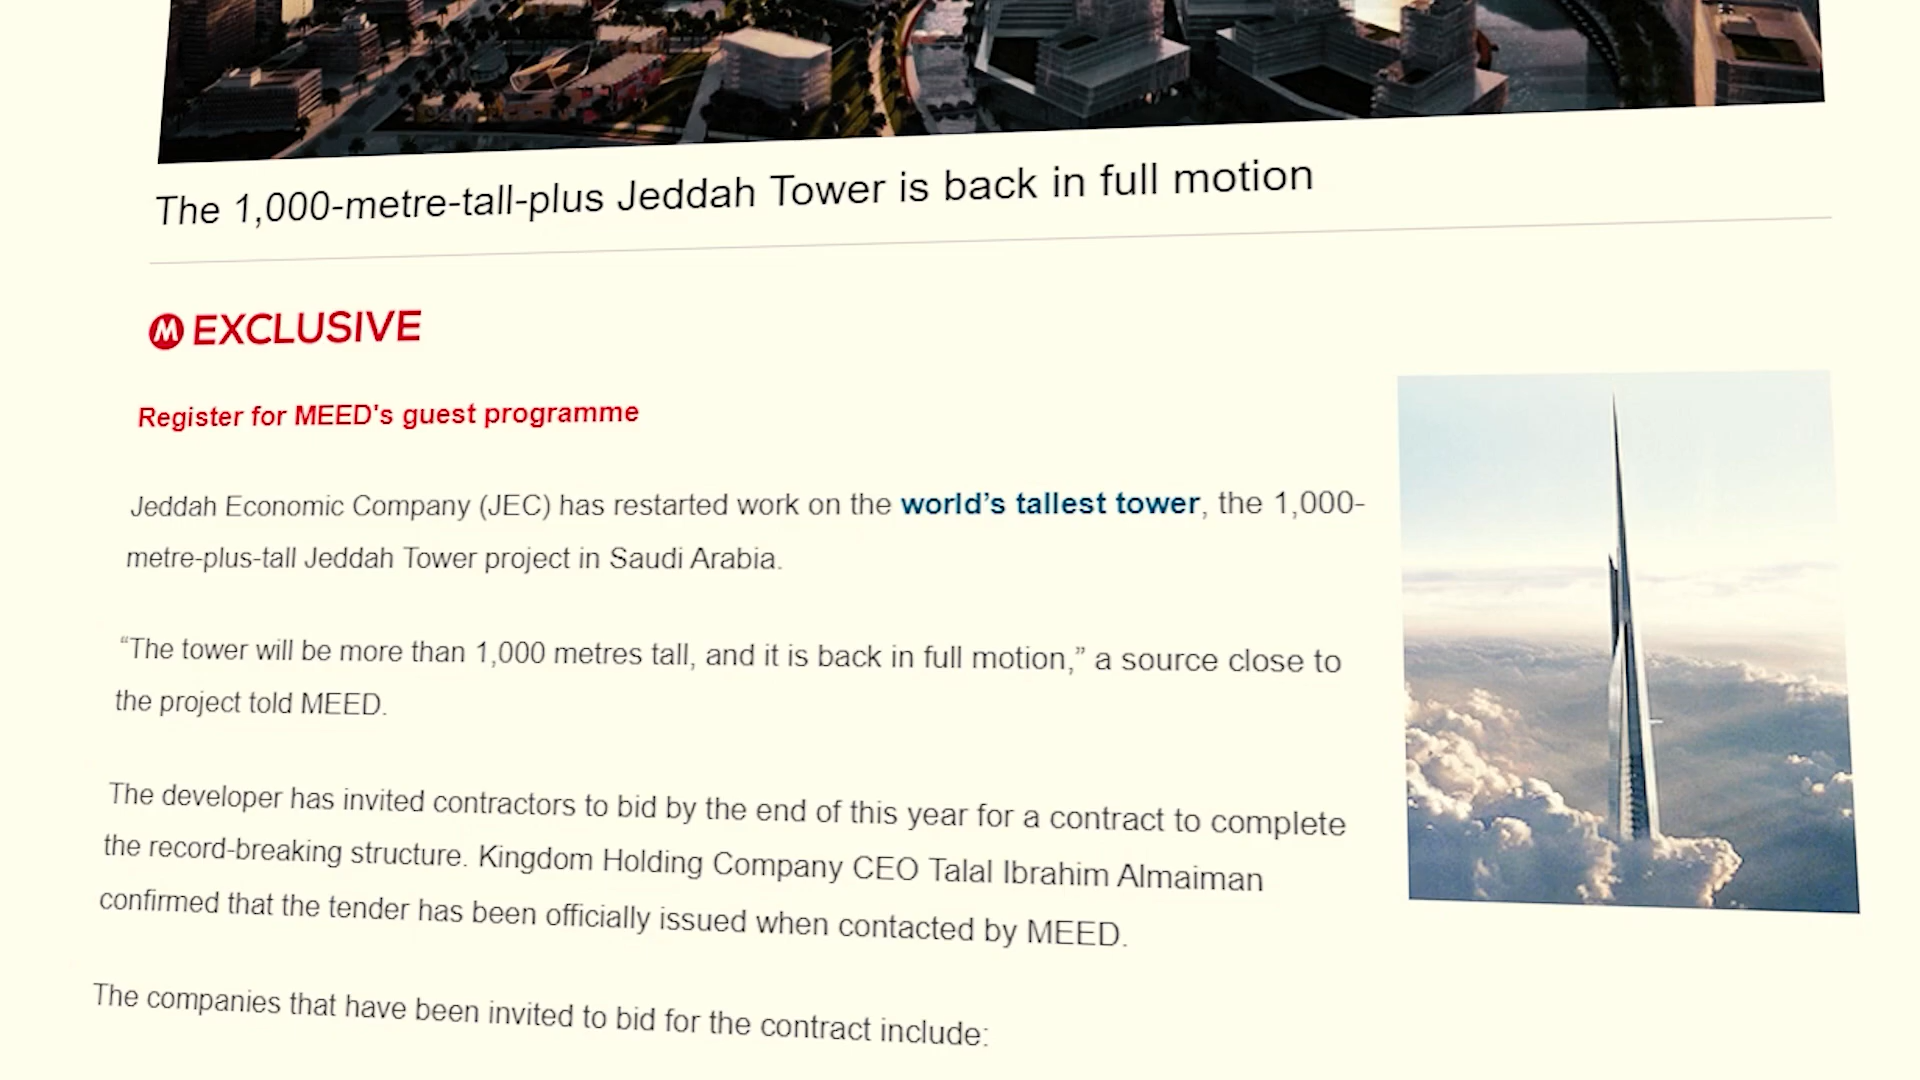 The 1,000-metre-tall-plus Jeddah Tower is back in full motion
M EXCLUSIVE
Register for MEED's guest programme
Jeddah Economic Company (JEC) has restarted work on the world’s tallest tower, the 1,000-
metre-plus-tall Jeddah Tower project in Saudi Arabia.
“The tower will be more than 1,000 metres tall, and it is back in full motion,” a source close to
the project told MEED.
The developer has invited contractors to bid by the end of this year for a contract to complete
the record-breaking structure. Kingdom Holding Company CEO Talal Ibrahim Almaiman
confirmed that the tender has been officially issued when contacted by MEED.
The companies that have been invited to bid for the contract include: